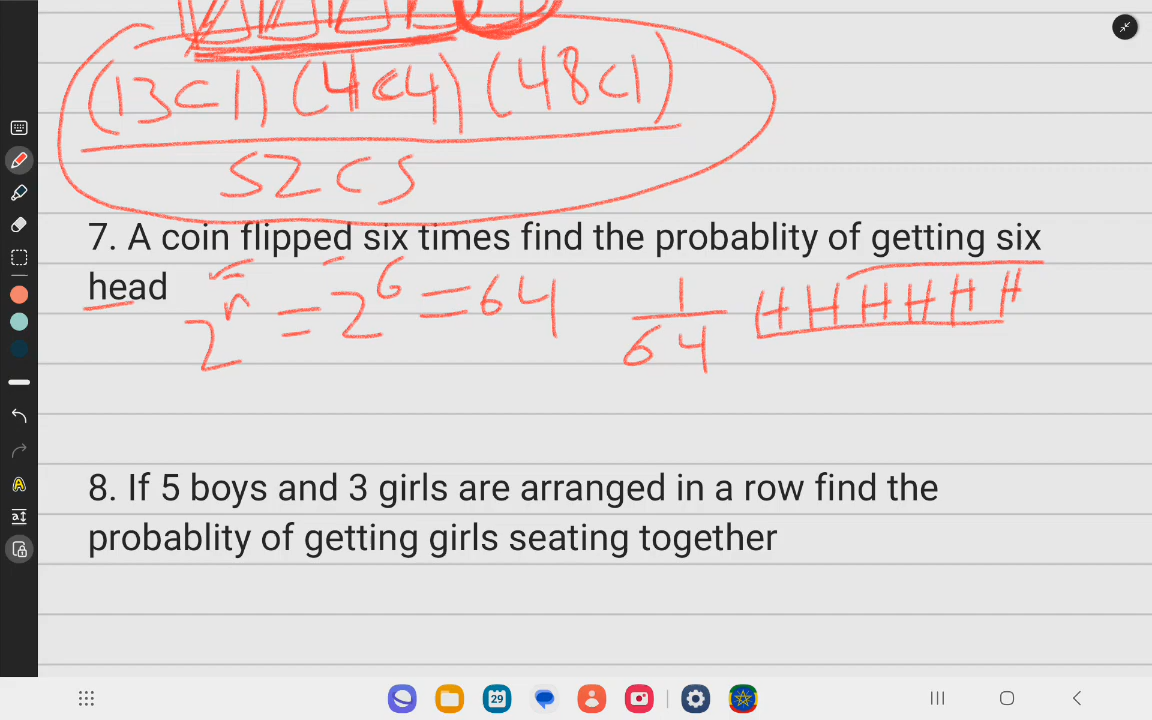 (13C1) (4C4) (48C1)
52C5
7. A coin flipped six times find the probablity of getting six
head
2^n = 2^6 = 64 1/64 HHHHHH
8. If 5 boys and 3 girls are arranged in a row find the
probablity of getting girls seating together
29